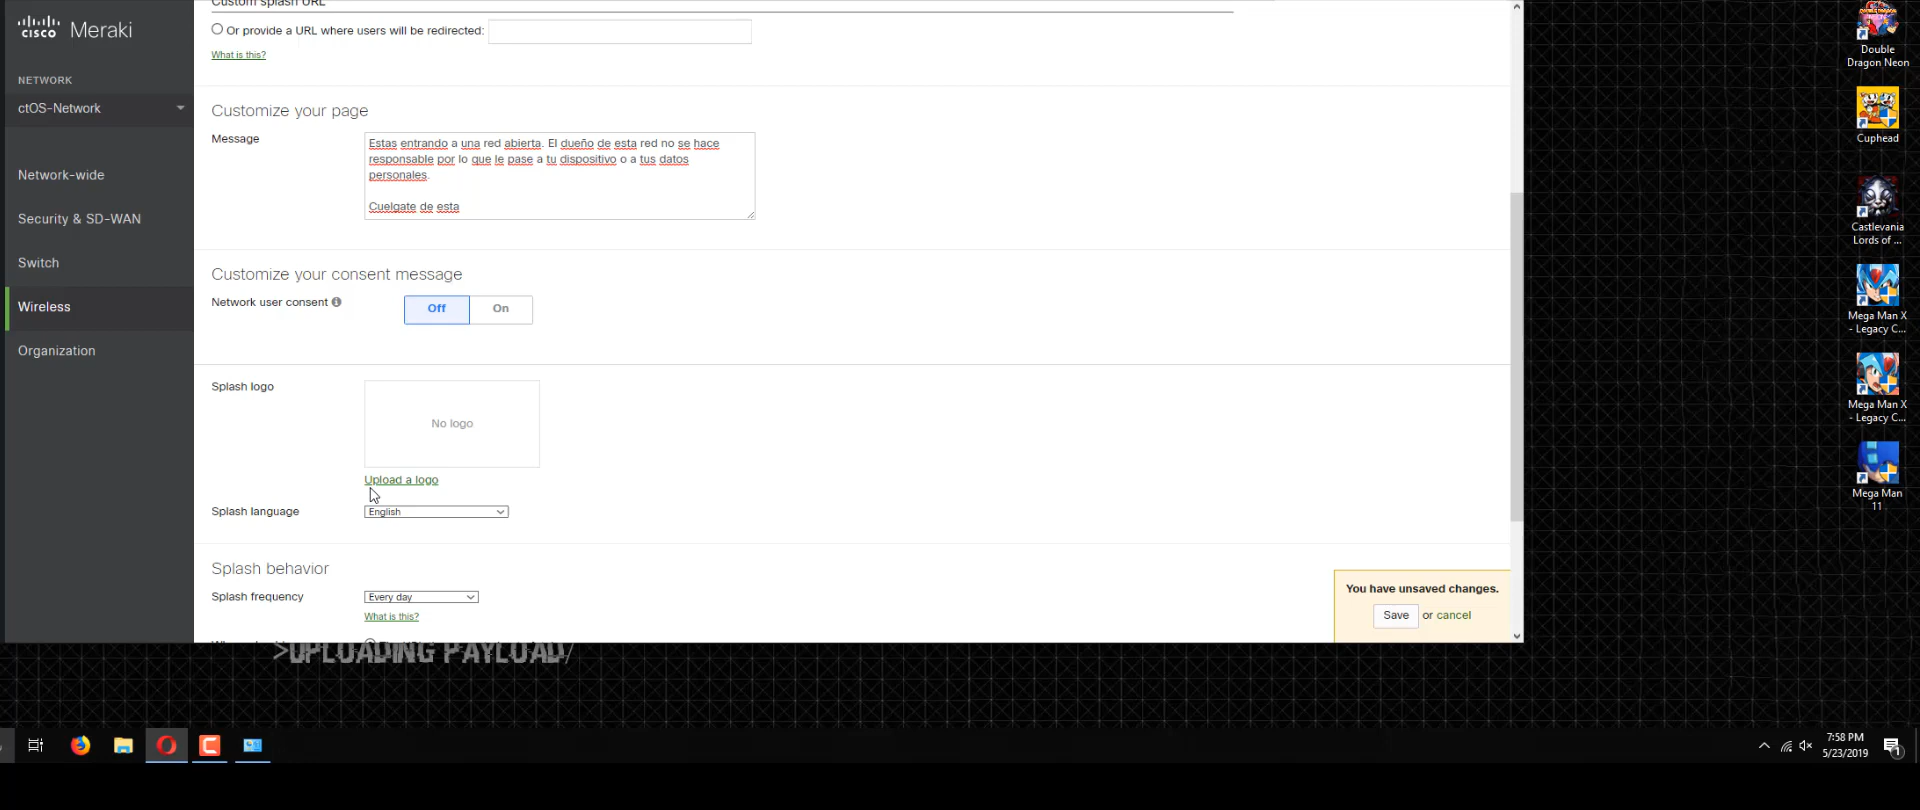 Custom splash URL
Or provide a URL where users will be redirected:
What is this?
cisco Meraki
NETWORK
ctOS-Network
Network-wide
Security & SD-WAN
Switch
Wireless
Organization
Customize your page
Message
Estas entrando a una red abierta. El dueño de esta red no se hace
responsable por lo que le pase a tu dispositivo o a tus datos
personales.
Cuelgate de esta
Customize your consent message
Network user consent
Off
On
Splash logo
No logo
Upload a logo
Splash language
English
Splash behavior
Splash frequency
Every day
What is this?
You have unsaved changes.
Save or cancel
>UPLOADING PAYLOAD/
Double
Dragon Neon
Cuphead
Castlevania
Lords of ...
Mega Man X
- Legacy C...
Mega Man X
- Legacy C...
Mega Man
11
7:58 PM
5/23/2019
1